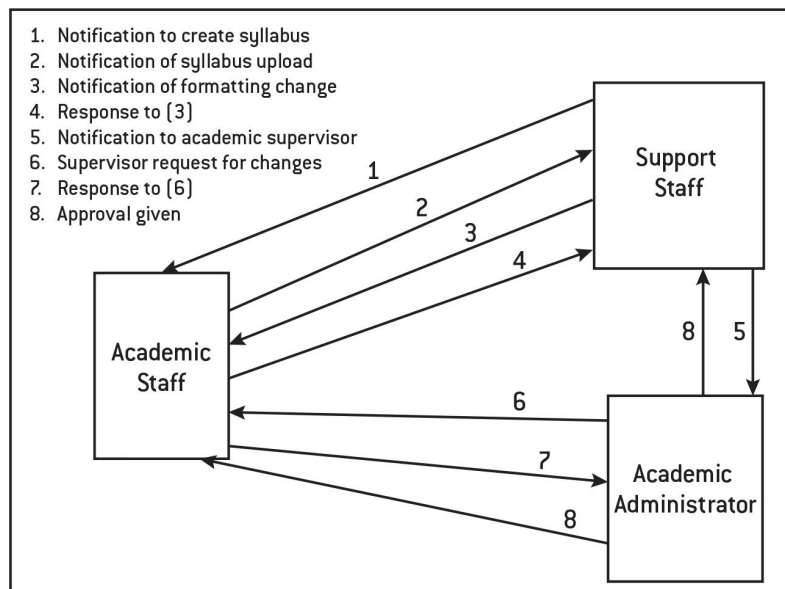 1. Notification to create syllabus
2. Notification of syllabus upload
3. Notification of formatting change
4. Response to (3)
5. Notification to academic supervisor
6. Supervisor request for changes
7. Response to (6)
8. Approval given
Support
Staff
1
2
3
4
Academic
Staff
8
5
6
7
8
Academic
Administrator